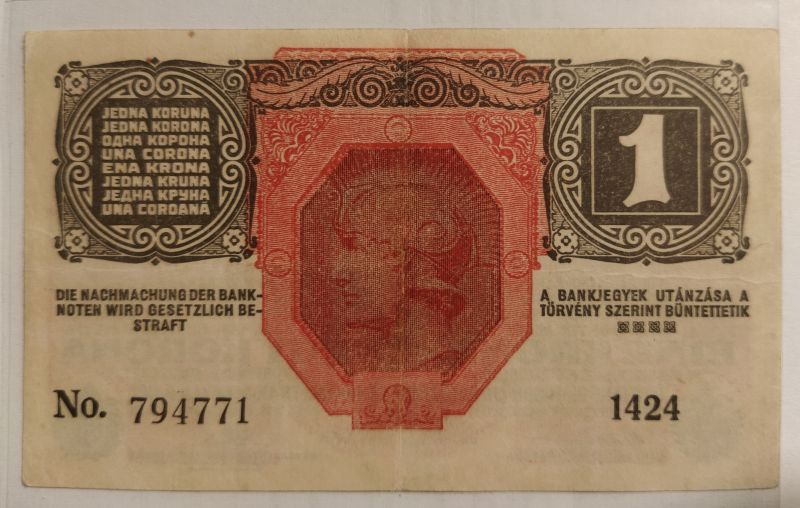 JEDNA KORUNA
JEDNA KORONA
ОДНА КОРОНА
UNA CORONA
ENA KRONA
JEDNA KRUNA
ЈЕДНА КРУНА
UNA COROANĂ
1
DIE NACHMACHUNG DER BANK-
NOTEN WIRD GESETZLICH BE-
STRAFT
A BANKJEGYEK UTÁNZÁSA A
TÖRVÉNY SZERINT BÜNTETTETIK
No. 794771
1424